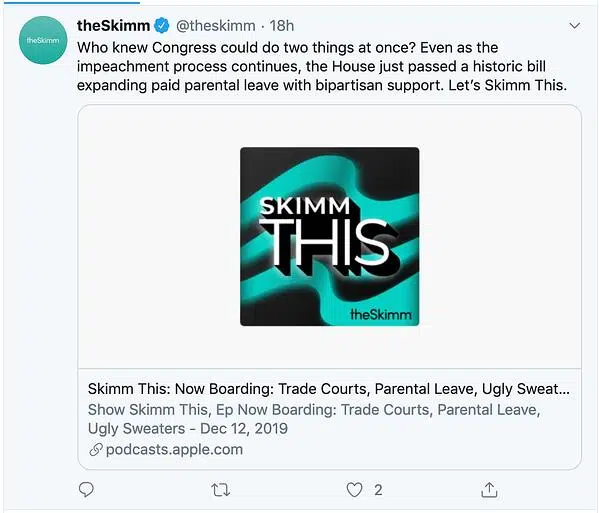 theSkimm
theSkimm @theskimm · 18h
Who knew Congress could do two things at once? Even as the
impeachment process continues, the House just passed a historic bill
expanding paid parental leave with bipartisan support. Let's Skimm This.
SKIMM
THIS
theSkimm
Skimm This: Now Boarding: Trade Courts, Parental Leave, Ugly Sweat...
Show Skimm This, Ep Now Boarding: Trade Courts, Parental Leave,
Ugly Sweaters - Dec 12, 2019
podcasts.apple.com
2